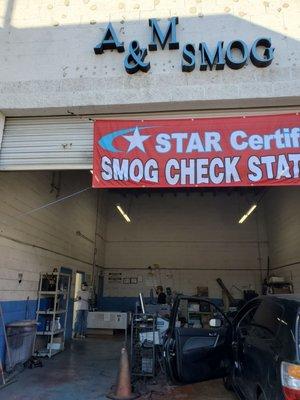 A & M SMOG
STAR Certif
SMOG CHECK STAT